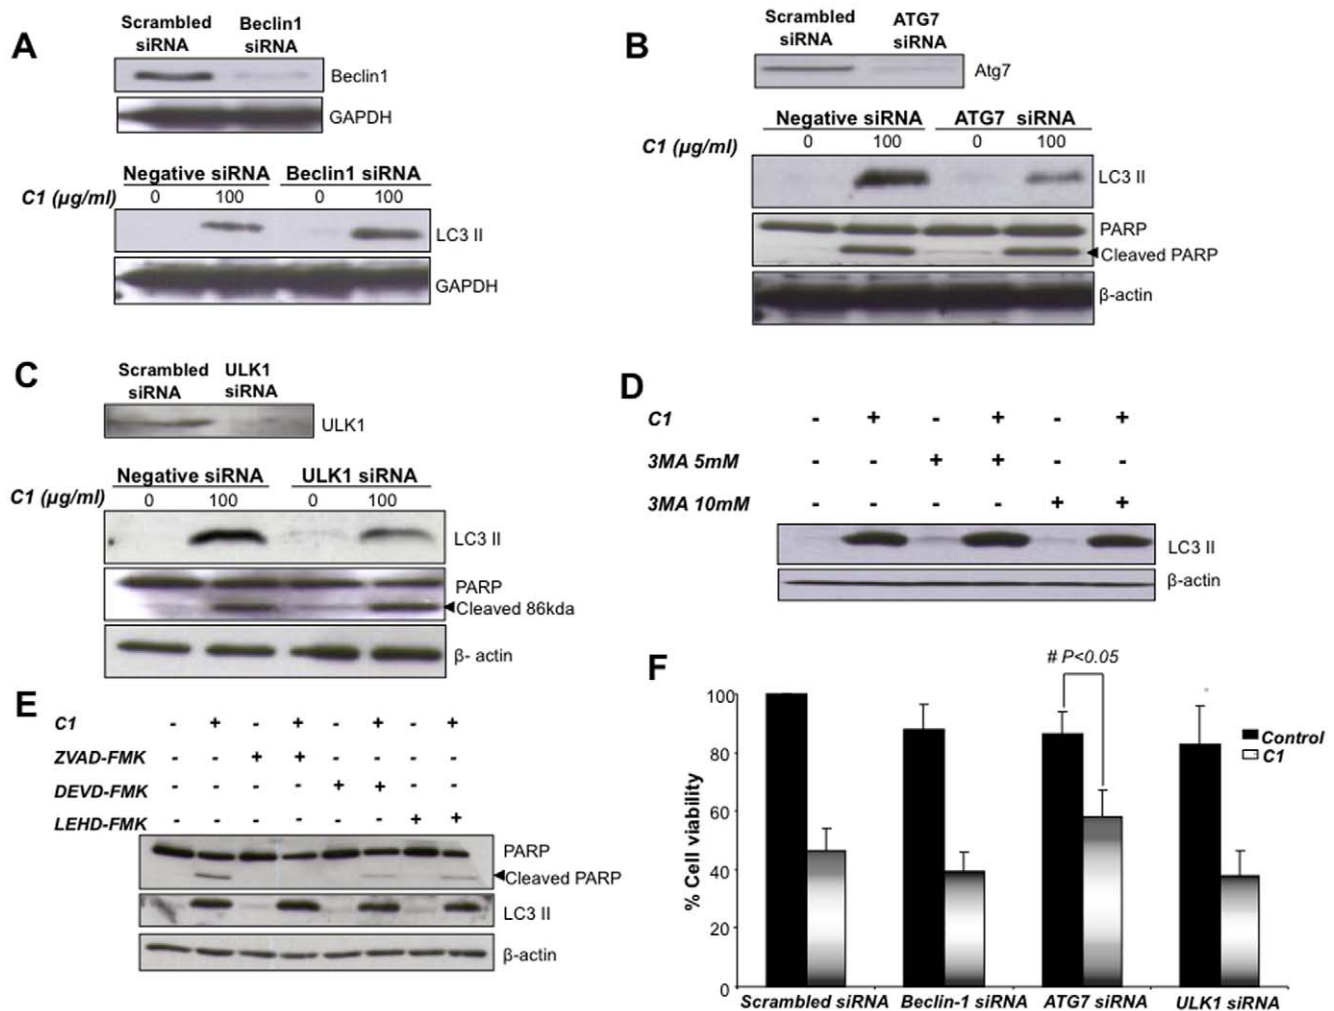 A
Scrambled siRNA
Beclin1 siRNA
Beclin1
GAPDH
Negative siRNA Beclin1 siRNA
C1 (µg/ml) 0 100 0 100
LC3 II
GAPDH
B
Scrambled siRNA
ATG7 siRNA
Atg7
Negative siRNA ATG7 siRNA
C1 (µg/ml) 0 100 0 100
LC3 II
PARP
Cleaved PARP
β-actin
C
Scrambled siRNA
ULK1 siRNA
ULK1
Negative siRNA ULK1 siRNA
C1 (µg/ml) 0 100 0 100
LC3 II
PARP
Cleaved 86kda
β- actin
D
C1 - + - + - +
3MA 5mM - - + + - -
3MA 10mM - - - - + +
LC3 II
β-actin
E
C1 - + - + - + - +
ZVAD-FMK - - + + - - - -
DEVD-FMK - - - - + + - -
LEHD-FMK - - - - - - + +
PARP
Cleaved PARP
LC3 II
β-actin
F
# P<0.05
% Cell viability
100
80
60
40
20
0
Control
C1
Scrambled siRNA Beclin-1 siRNA ATG7 siRNA ULK1 siRNA